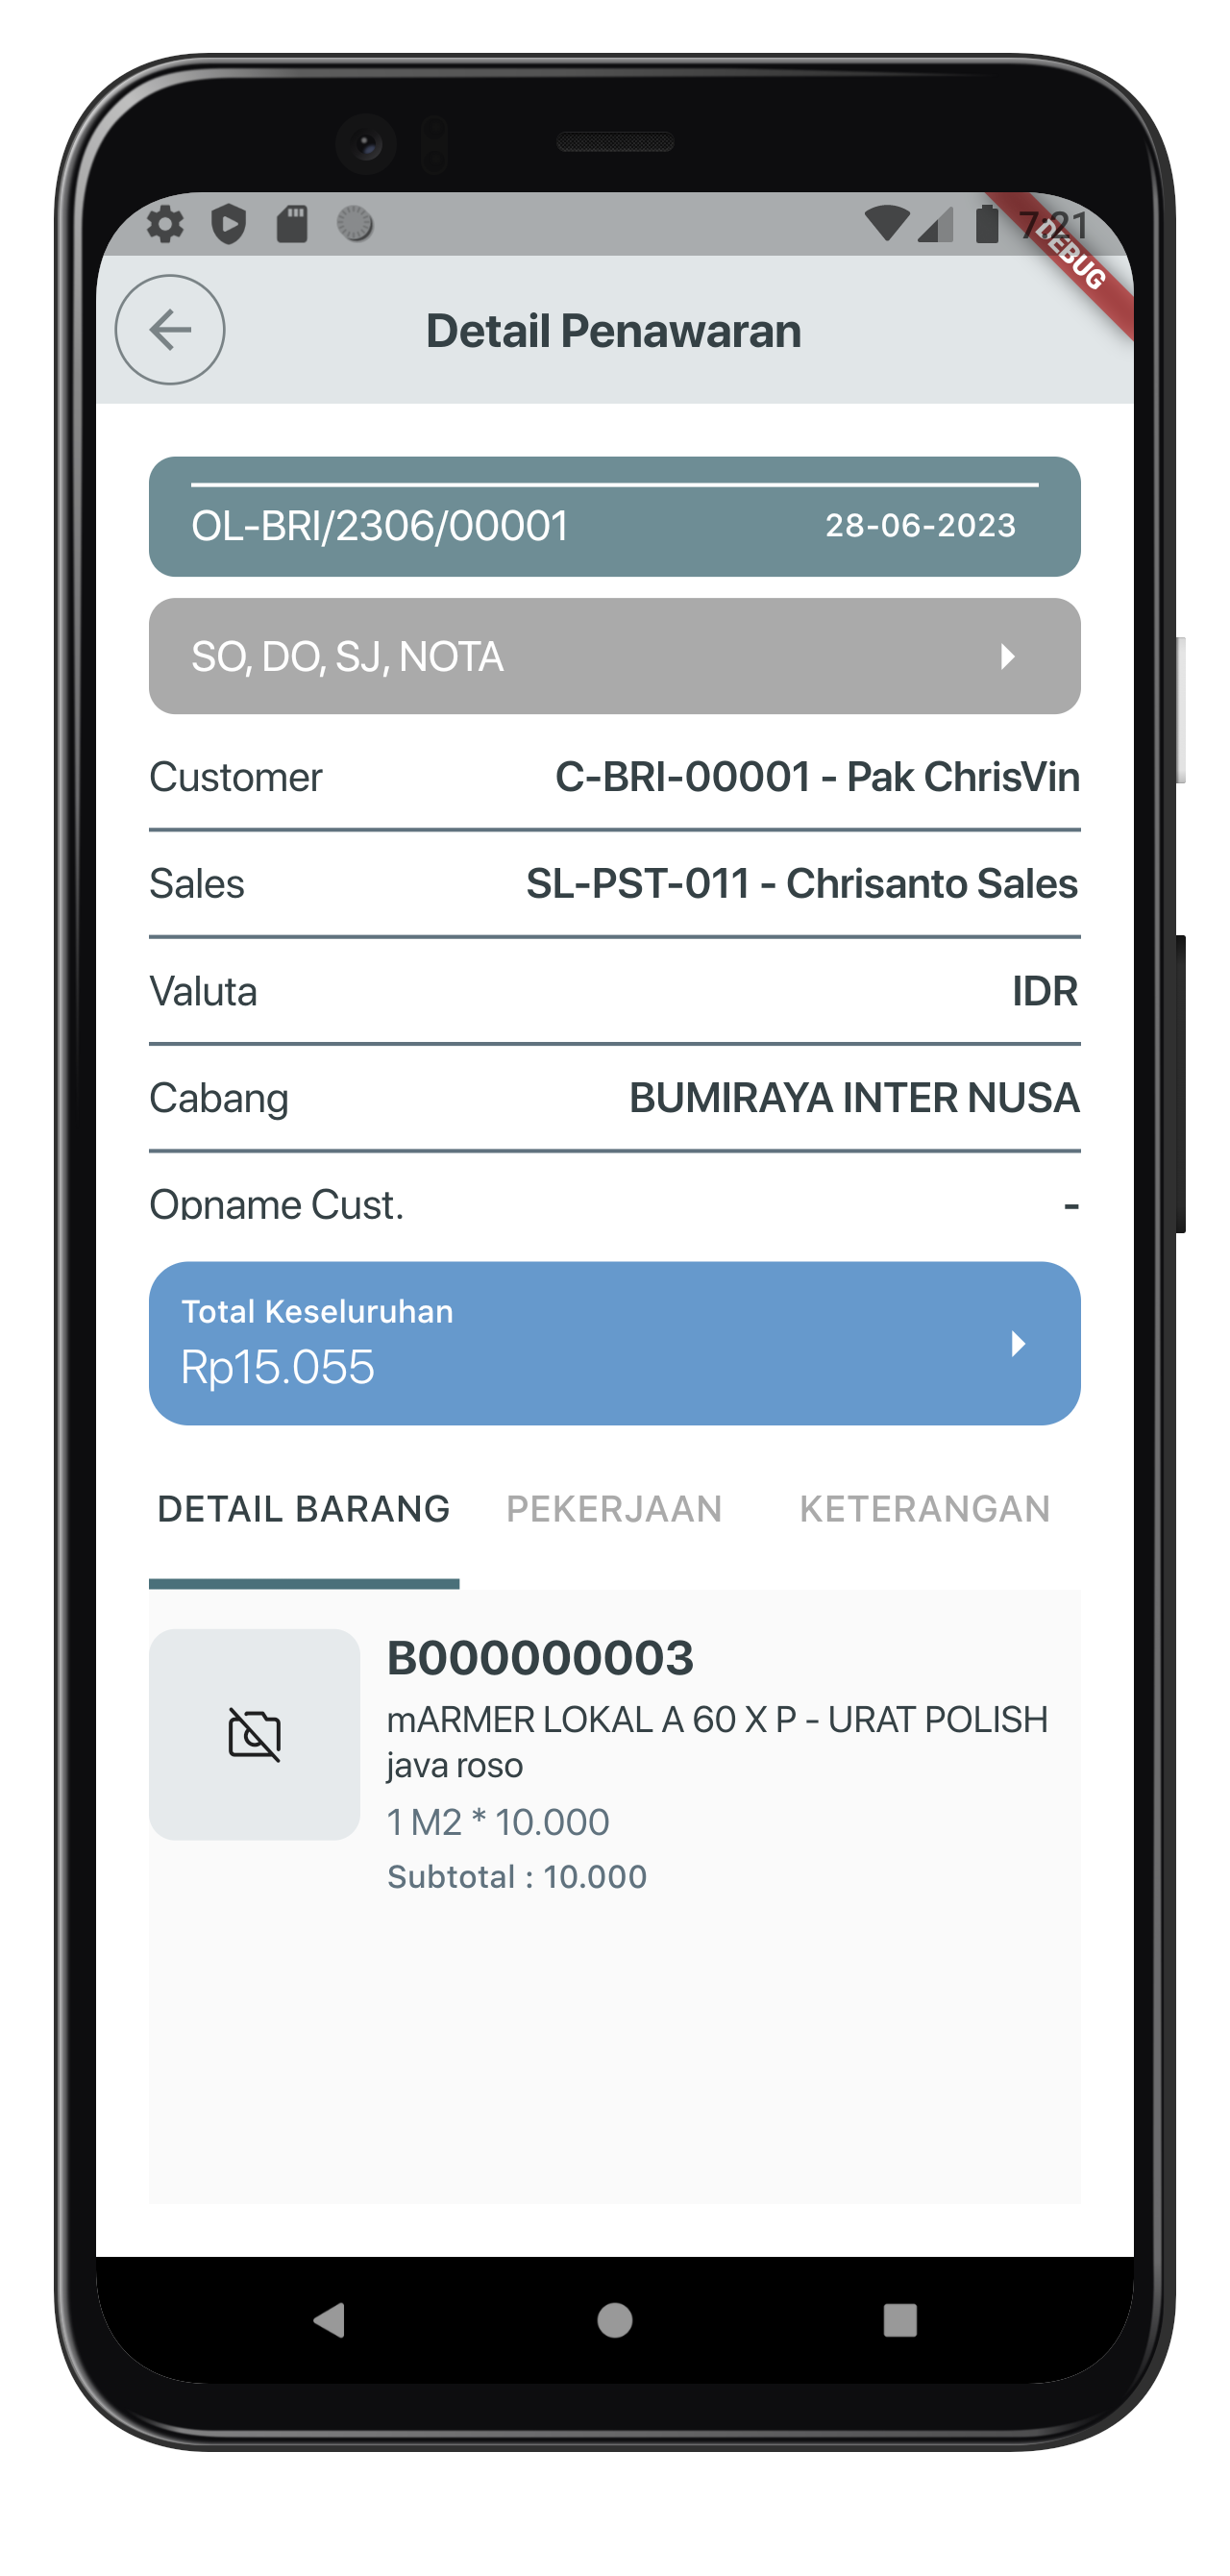 7:21
DEBUG
Detail Penawaran
OL-BRI/2306/00001 28-06-2023
SO, DO, SJ, NOTA
Customer C-BRI-00001 - Pak ChrisVin
Sales SL-PST-011 - Chrisanto Sales
Valuta IDR
Cabang BUMIRAYA INTER NUSA
Opname Cust. -
Total Keseluruhan
Rp15.055
DETAIL BARANG PEKERJAAN KETERANGAN
B000000003
mARMER LOKAL A 60 X P - URAT POLISH
java roso
1 M2 * 10.000
Subtotal : 10.000